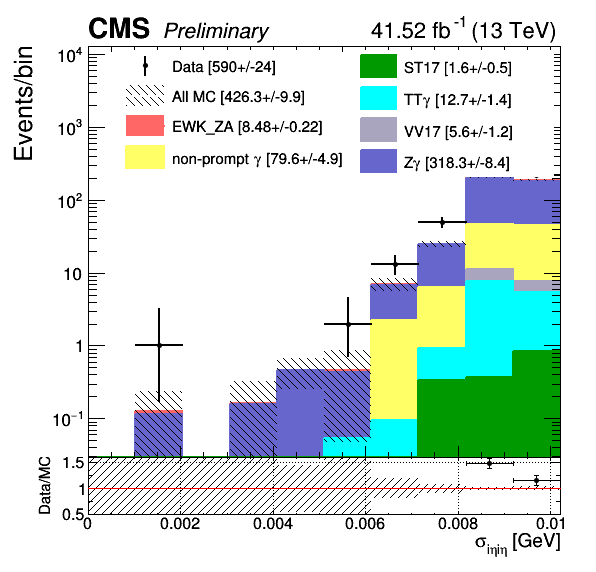 CMS Preliminary 41.52 fb⁻¹ (13 TeV)
Events/bin
Data [590+/-24]
All MC [426.3+/-9.9]
EWK_ZA [8.48+/-0.22]
non-prompt γ [79.6+/-4.9]
ST17 [1.6+/-0.5]
TTγ [12.7+/-1.4]
VV17 [5.6+/-1.2]
Zγ [318.3+/-8.4]
10⁴
10³
10²
10
1
10⁻¹
Data/MC
1.5
1
0.5
0 0.002 0.004 0.006 0.008 0.01
σiηiη [GeV]